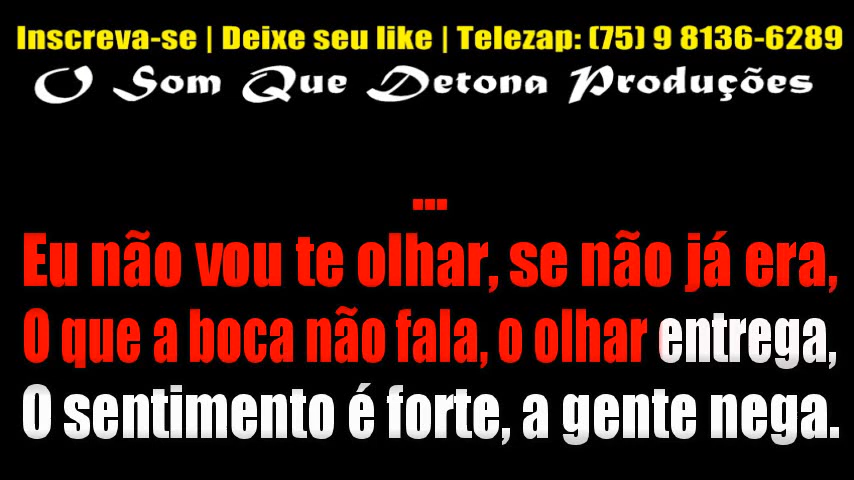 Inscreva-se | Deixe seu like | Telezap: (75) 9 8136-6289
O Som Que Detona Produções
...
Eu não vou te olhar, se não já era,
O que a boca não fala, o olhar entrega,
O sentimento é forte, a gente nega.